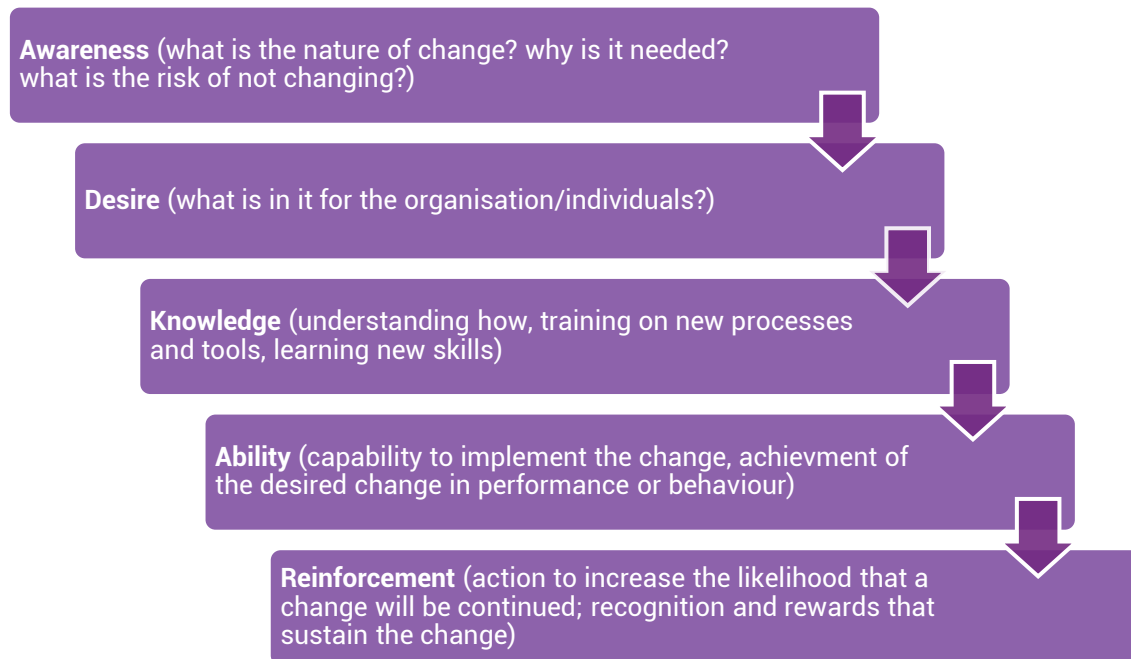 Awareness (what is the nature of change? why is it needed?
what is the risk of not changing?)
Desire (what is in it for the organisation/individuals?)
Knowledge (understanding how, training on new processes
and tools, learning new skills)
Ability (capability to implement the change, achievment of
the desired change in performance or behaviour)
Reinforcement (action to increase the likelihood that a
change will be continued; recognition and rewards that
sustain the change)